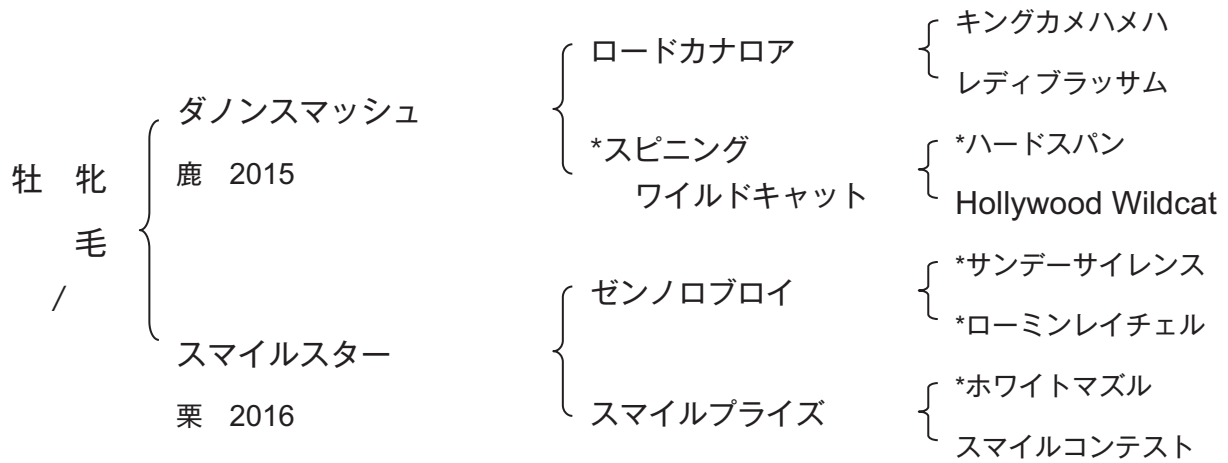 キングカメハメハ
ロードカナロア
レディブラッサム
ダノンスマッシュ
鹿 2015
*スピニング
ワイルドキャット
*ハードスパン
Hollywood Wildcat
牡 牝
毛
/
*サンデーサイレンス
ゼンノロブロイ
*ローミンレイチェル
スマイルスター
栗 2016
*ホワイトマズル
スマイルプライズ
スマイルコンテスト